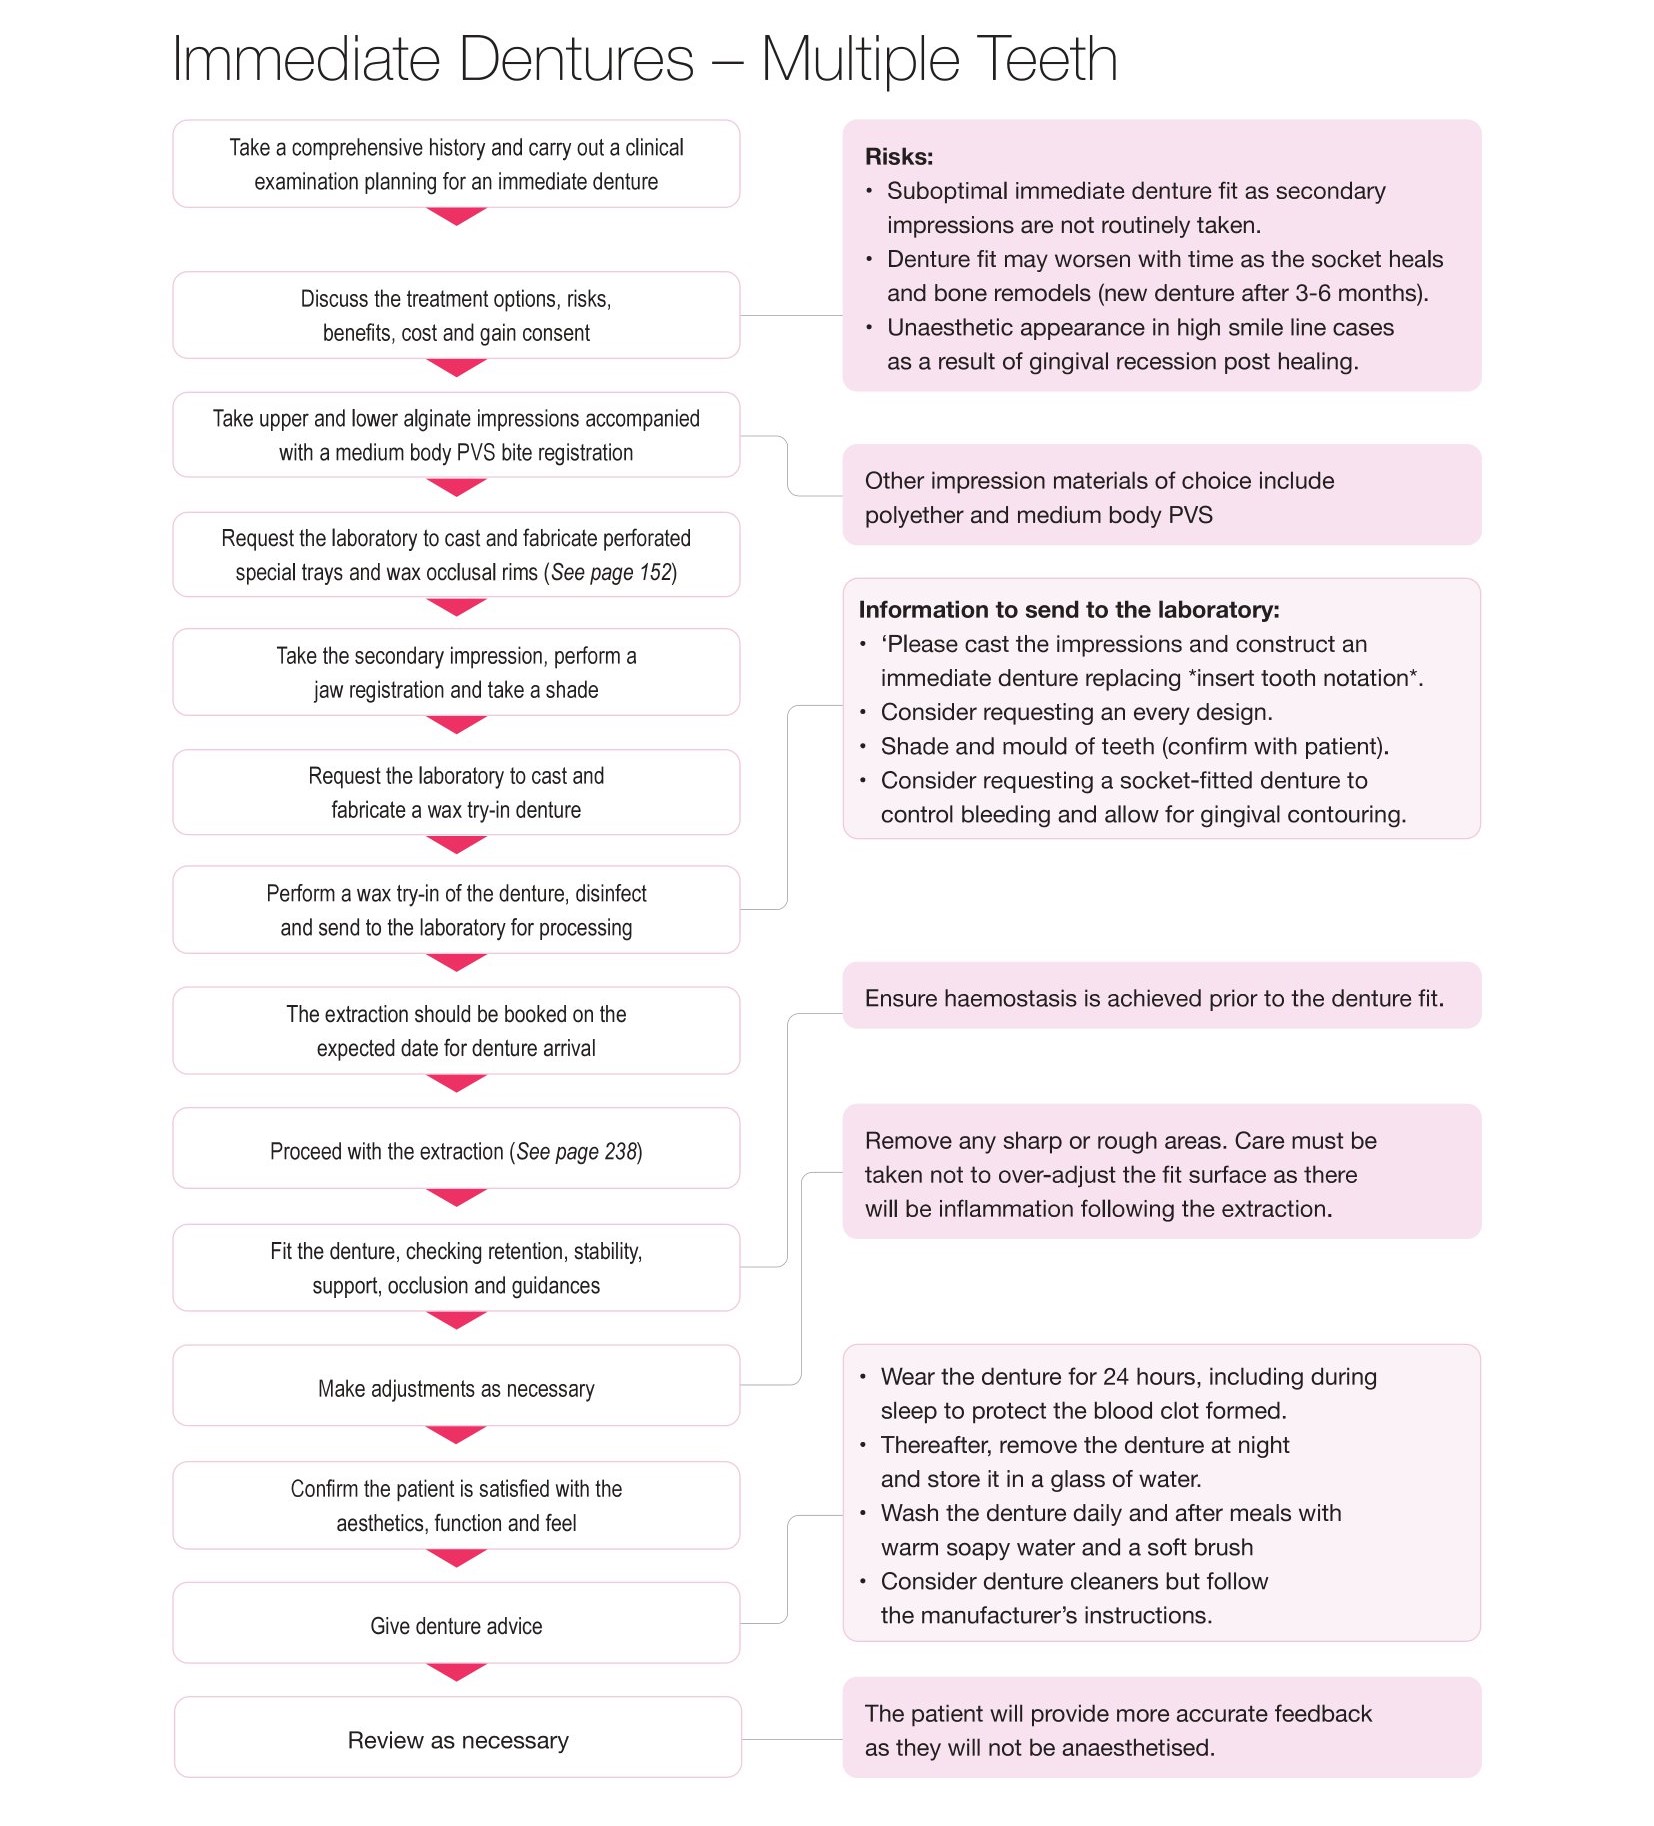 Immediate Dentures – Multiple Teeth
Take a comprehensive history and carry out a clinical
examination planning for an immediate denture
Risks:
• Suboptimal immediate denture fit as secondary
impressions are not routinely taken.
• Denture fit may worsen with time as the socket heals
and bone remodels (new denture after 3-6 months).
• Unaesthetic appearance in high smile line cases
as a result of gingival recession post healing.
Discuss the treatment options, risks,
benefits, cost and gain consent
Take upper and lower alginate impressions accompanied
with a medium body PVS bite registration
Other impression materials of choice include
polyether and medium body PVS
Request the laboratory to cast and fabricate perforated
special trays and wax occlusal rims (See page 152)
Take the secondary impression, perform a
jaw registration and take a shade
Request the laboratory to cast and
fabricate a wax try-in denture
Perform a wax try-in of the denture, disinfect
and send to the laboratory for processing
Information to send to the laboratory:
• ‘Please cast the impressions and construct an
immediate denture replacing *insert tooth notation*.
• Consider requesting an every design.
• Shade and mould of teeth (confirm with patient).
• Consider requesting a socket-fitted denture to
control bleeding and allow for gingival contouring.
The extraction should be booked on the
expected date for denture arrival
Proceed with the extraction (See page 238)
Fit the denture, checking retention, stability,
support, occlusion and guidances
Ensure haemostasis is achieved prior to the denture fit.
Make adjustments as necessary
Remove any sharp or rough areas. Care must be
taken not to over-adjust the fit surface as there
will be inflammation following the extraction.
Confirm the patient is satisfied with the
aesthetics, function and feel
Give denture advice
• Wear the denture for 24 hours, including during
sleep to protect the blood clot formed.
• Thereafter, remove the denture at night
and store it in a glass of water.
• Wash the denture daily and after meals with
warm soapy water and a soft brush
• Consider denture cleaners but follow
the manufacturer’s instructions.
Review as necessary
The patient will provide more accurate feedback
as they will not be anaesthetised.